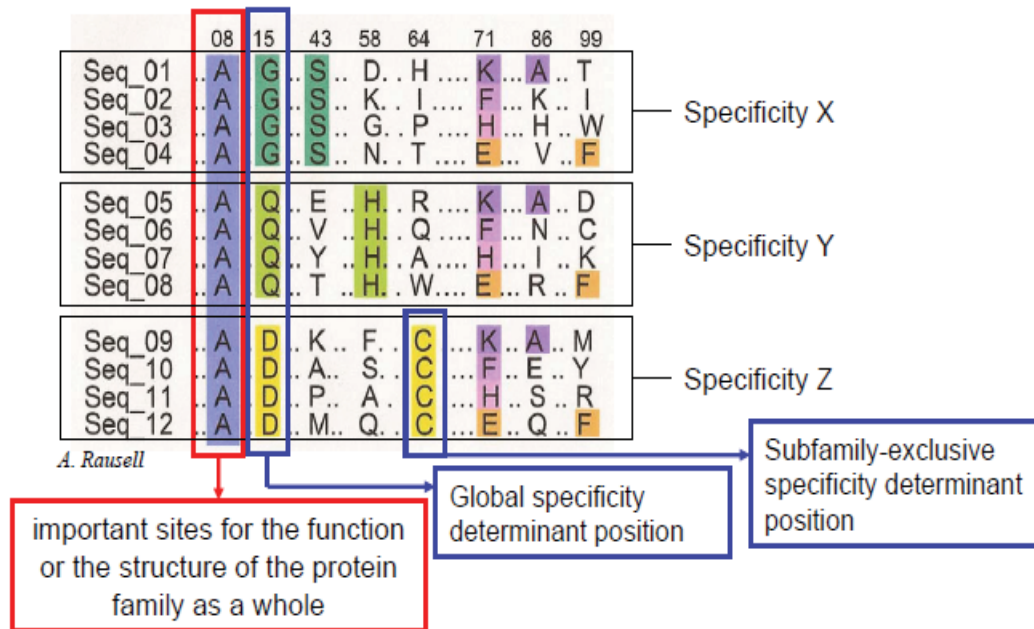 08 15 43 58 64 71 86 99
Seq_01 ..A..G..S..D..H....K...A..T
Seq_02 ..A..G..S..K..I....F...K..I
Seq_03 ..A..G..S..G..P....H...H..W
Seq_04 ..A..G..S..N..T....E...V..F
Specificity X
Seq_05 ..A..Q..E..H..R....K...A..D
Seq_06 ..A..Q..V..H..Q....F...N..C
Seq_07 ..A..Q..Y..H..A....H...I..K
Seq_08 ..A..Q..T..H..W....E...R..F
Specificity Y
Seq_09 ..A..D..K..F..C....K...A..M
Seq_10 ..A..D..A..S..C....F...E..Y
Seq_11 ..A..D..P..A..C....H...S..R
Seq_12 ..A..D..M..Q..C....E...Q..F
Specificity Z
A. Rausell
important sites for the function
or the structure of the protein
family as a whole
Global specificity
determinant position
Subfamily-exclusive
specificity determinant
position